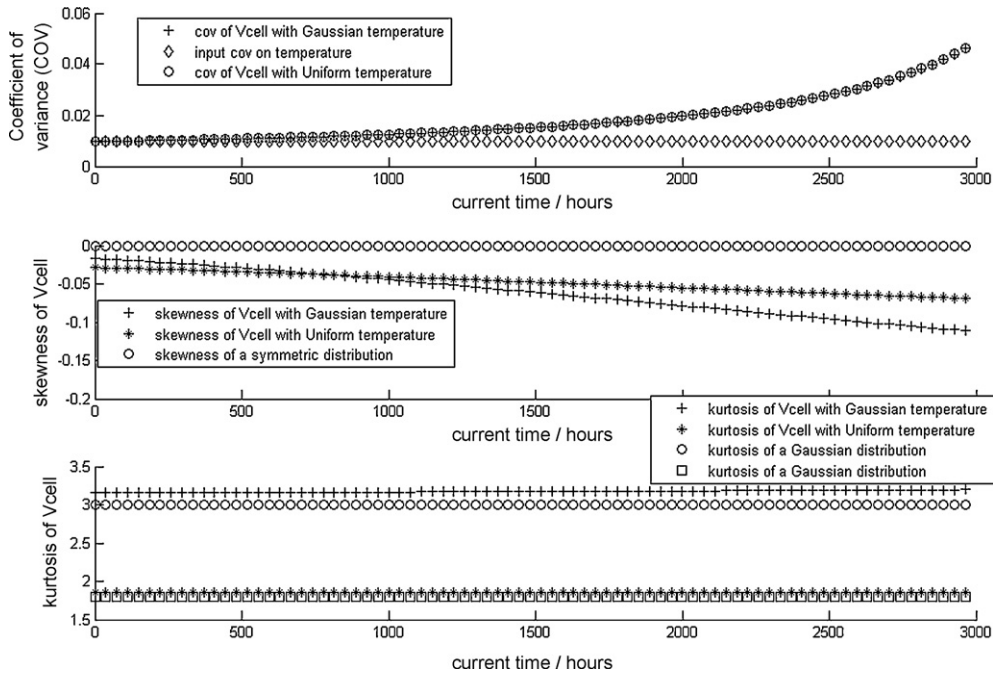 Coefficient of
variance (COV)
0.06
0.04
0.02
0
cov of Vcell with Gaussian temperature
input cov on temperature
cov of Vcell with Uniform temperature
0 500 1000 1500 2000 2500 3000
current time / hours
skewness of Vcell
0
-0.05
-0.1
-0.15
-0.2
skewness of Vcell with Gaussian temperature
skewness of Vcell with Uniform temperature
skewness of a symmetric distribution
0 500 1000 1500 2000 2500 3000
current time / hours
kurtosis of Vcell with Gaussian temperature
kurtosis of Vcell with Uniform temperature
kurtosis of a Gaussian distribution
kurtosis of a Gaussian distribution
kurtosis of Vcell
3.5
3
2.5
2
1.5
0 500 1000 1500 2000 2500 3000
current time / hours